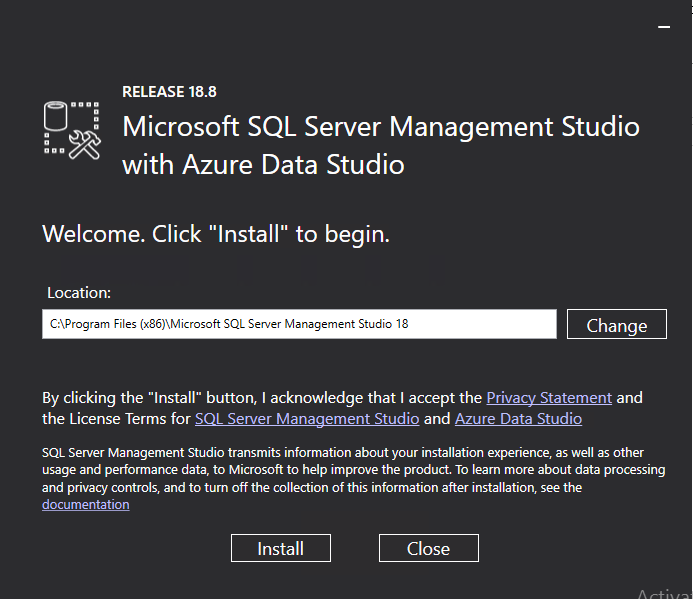 RELEASE 18.8
Microsoft SQL Server Management Studio
with Azure Data Studio
Welcome. Click "Install" to begin.
Location:
C:\Program Files (x86)\Microsoft SQL Server Management Studio 18
Change
By clicking the "Install" button, I acknowledge that I accept the Privacy Statement and
the License Terms for SQL Server Management Studio and Azure Data Studio
SQL Server Management Studio transmits information about your installation experience, as well as other
usage and performance data, to Microsoft to help improve the product. To learn more about data processing
and privacy controls, and to turn off the collection of this information after installation, see the
documentation
Install
Close